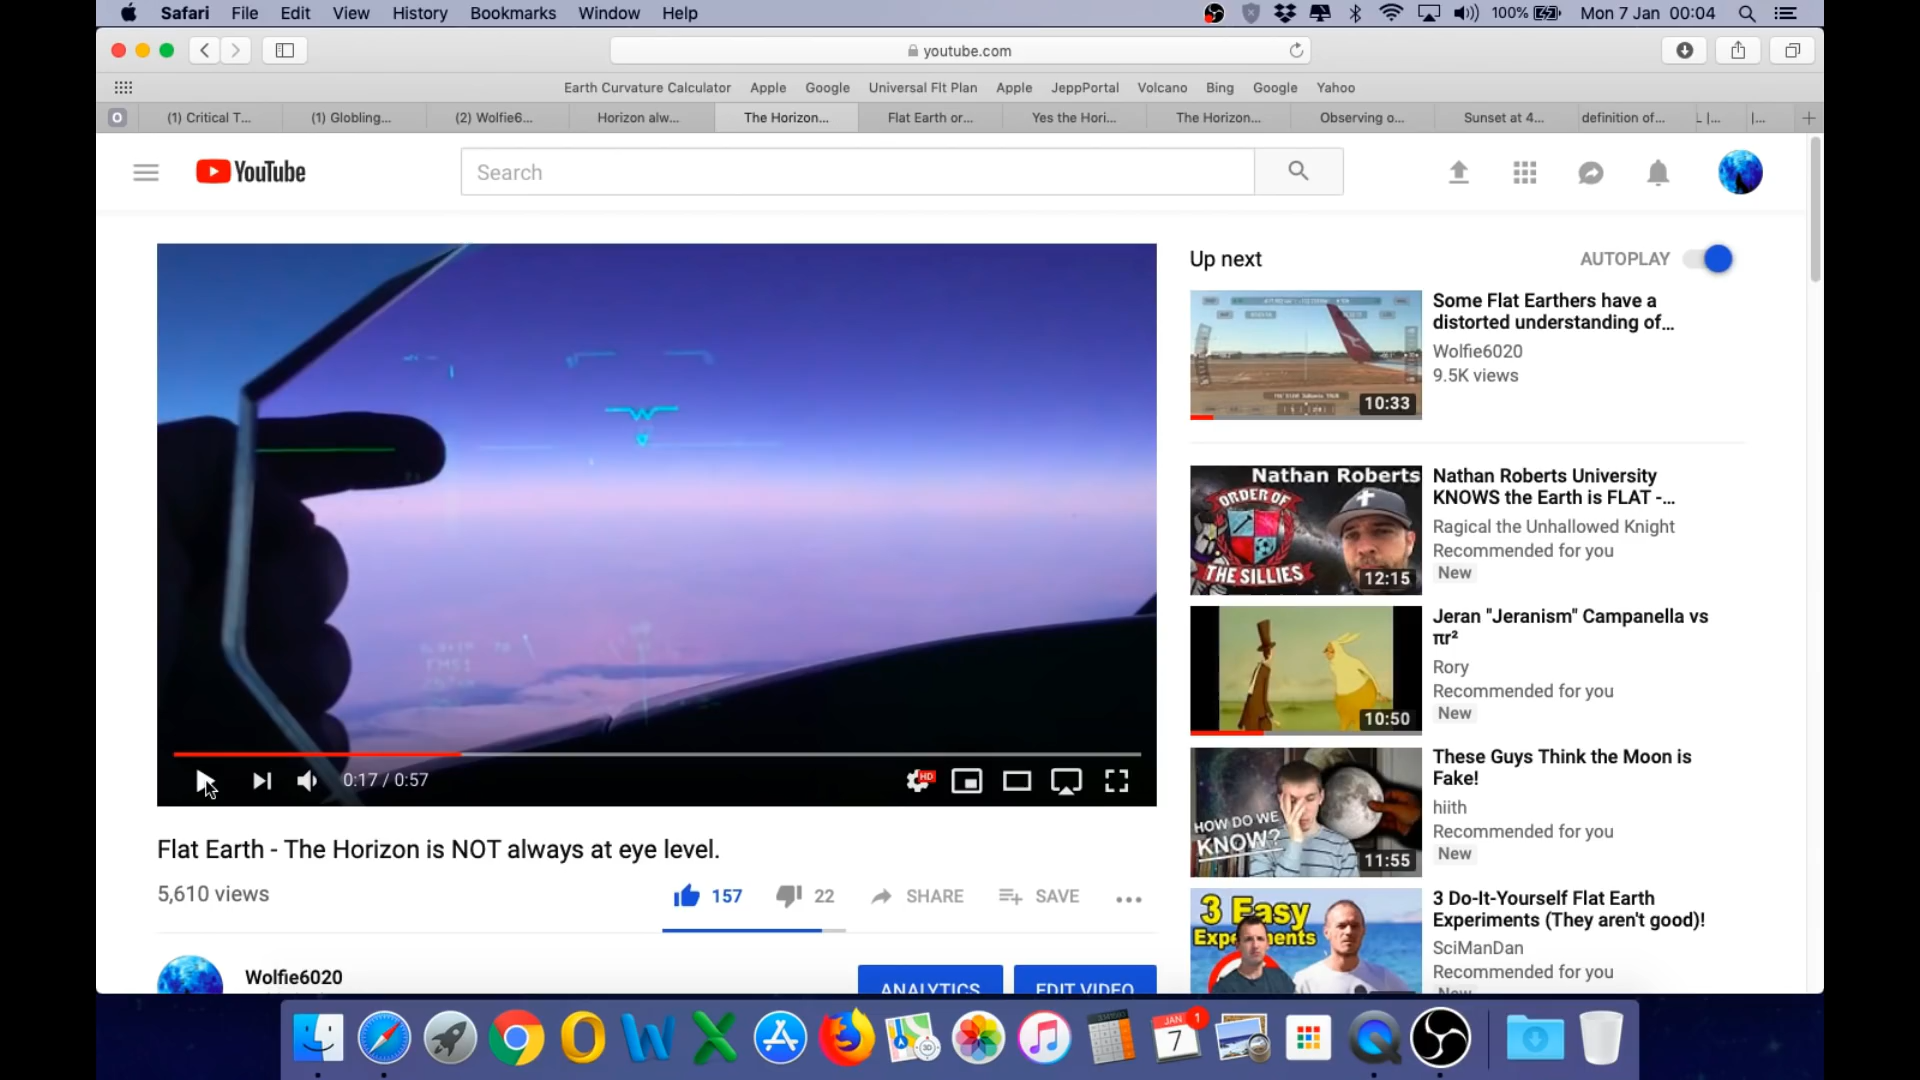 Safari File Edit View History Bookmarks Window Help 100% Mon 7 Jan 00:04
youtube.com
Earth Curvature Calculator Apple Google Universal Flt Plan Apple JeppPortal Volcano Bing Google Yahoo
(1) Critical T... (1) Globling... (2) Wolfie6... Horizon alw... The Horizon... Flat Earth or... Yes the Hori... The Horizon... Observing o... Sunset at 4... definition of...
YouTube
Search
Up next
AUTOPLAY
Some Flat Earthers have a
distorted understanding of...
Wolfie6020
9.5K views
10:33
Nathan Roberts
ORDER OF
THE SILLIES
12:15
Nathan Roberts University
KNOWS the Earth is FLAT -...
Ragical the Unhallowed Knight
Recommended for you
New
Jeran "Jeranism" Campanella vs
πr²
Rory
Recommended for you
New
10:50
These Guys Think the Moon is
Fake!
hiith
Recommended for you
New
HOW DO WE
KNOW?
11:55
3 Easy
Experiments
3 Do-It-Yourself Flat Earth
Experiments (They aren't good)!
SciManDan
Recommended for you
New
0:17 / 0:57
HD
Flat Earth - The Horizon is NOT always at eye level.
5,610 views
157 22 SHARE SAVE
Wolfie6020
ANALYTICS EDIT VIDEO
JAN
7
1